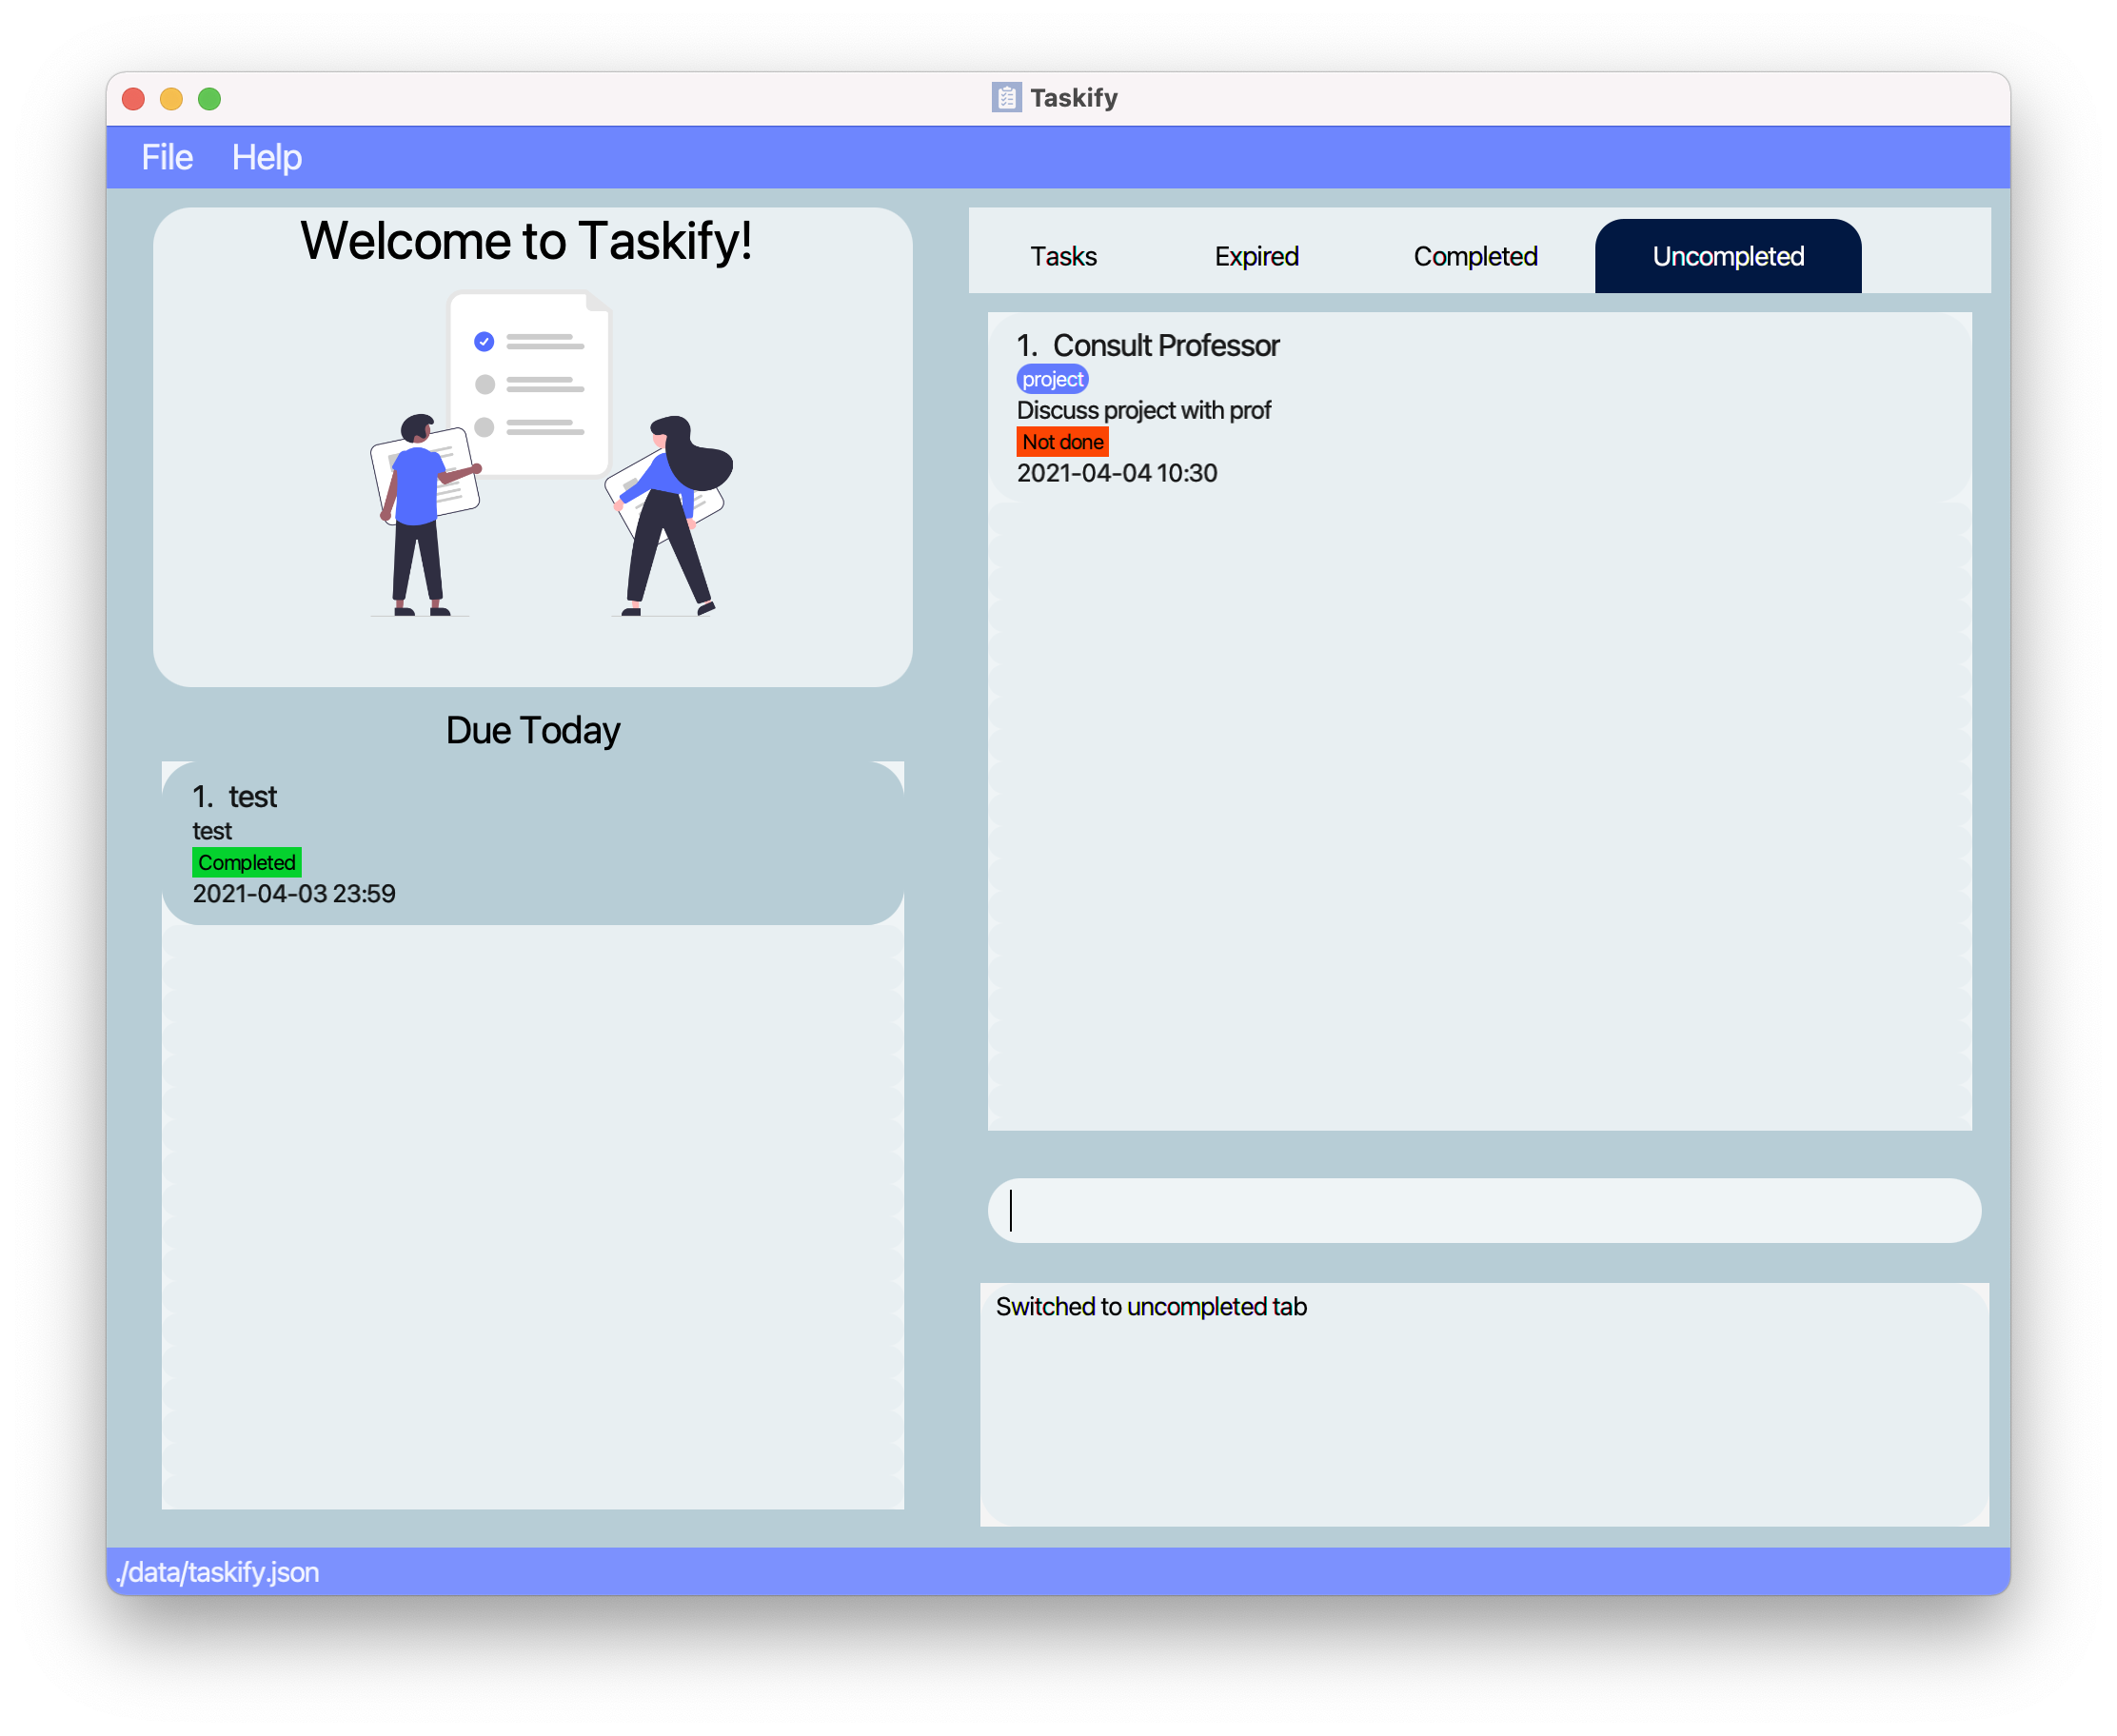 Taskify
File Help
Welcome to Taskify!
Due Today
1. test
test
Completed
2021-04-03 23:59
Tasks Expired Completed Uncompleted
1. Consult Professor
project
Discuss project with prof
Not done
2021-04-04 10:30
Switched to uncompleted tab
./data/taskify.json